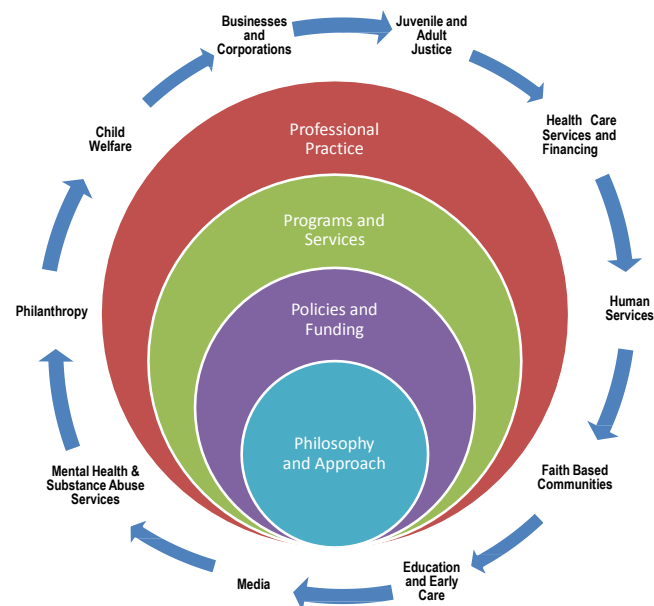 Businesses
and
Corporations
Juvenile and
Adult
Justice
Health Care
Services and
Financing
Human
Services
Faith Based
Communities
Education
and Early
Care
Media
Mental Health &
Substance Abuse
Services
Philanthropy
Child
Welfare
Professional
Practice
Programs and
Services
Policies and
Funding
Philosophy
and Approach